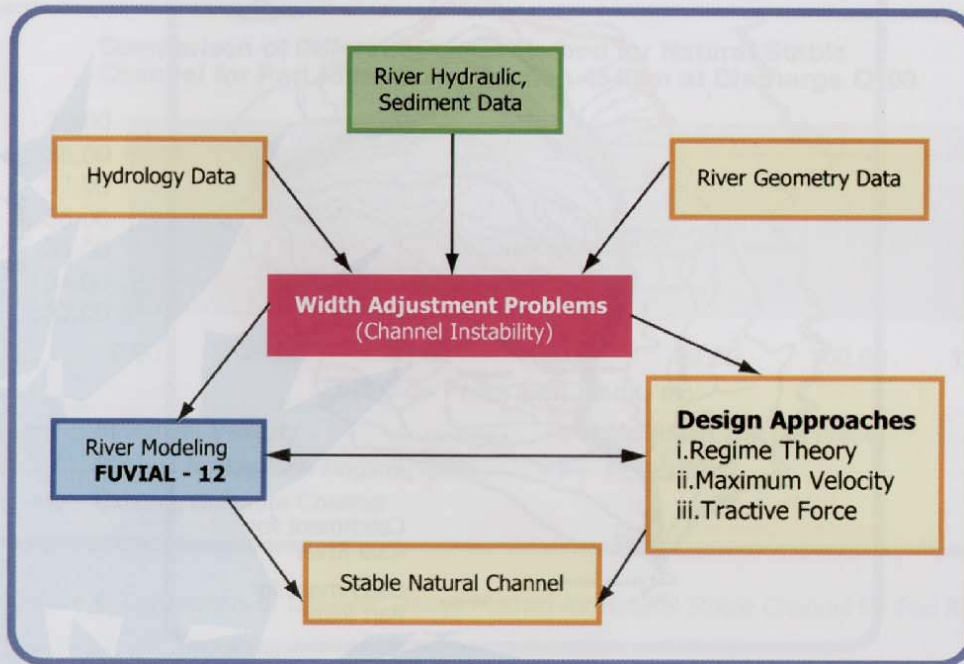 River Hydraulic,
Sediment Data
Hydrology Data
River Geometry Data
Width Adjustment Problems
(Channel Instability)
River Modeling
FUVIAL - 12
Design Approaches
i.Regime Theory
ii.Maximum Velocity
iii.Tractive Force
Stable Natural Channel